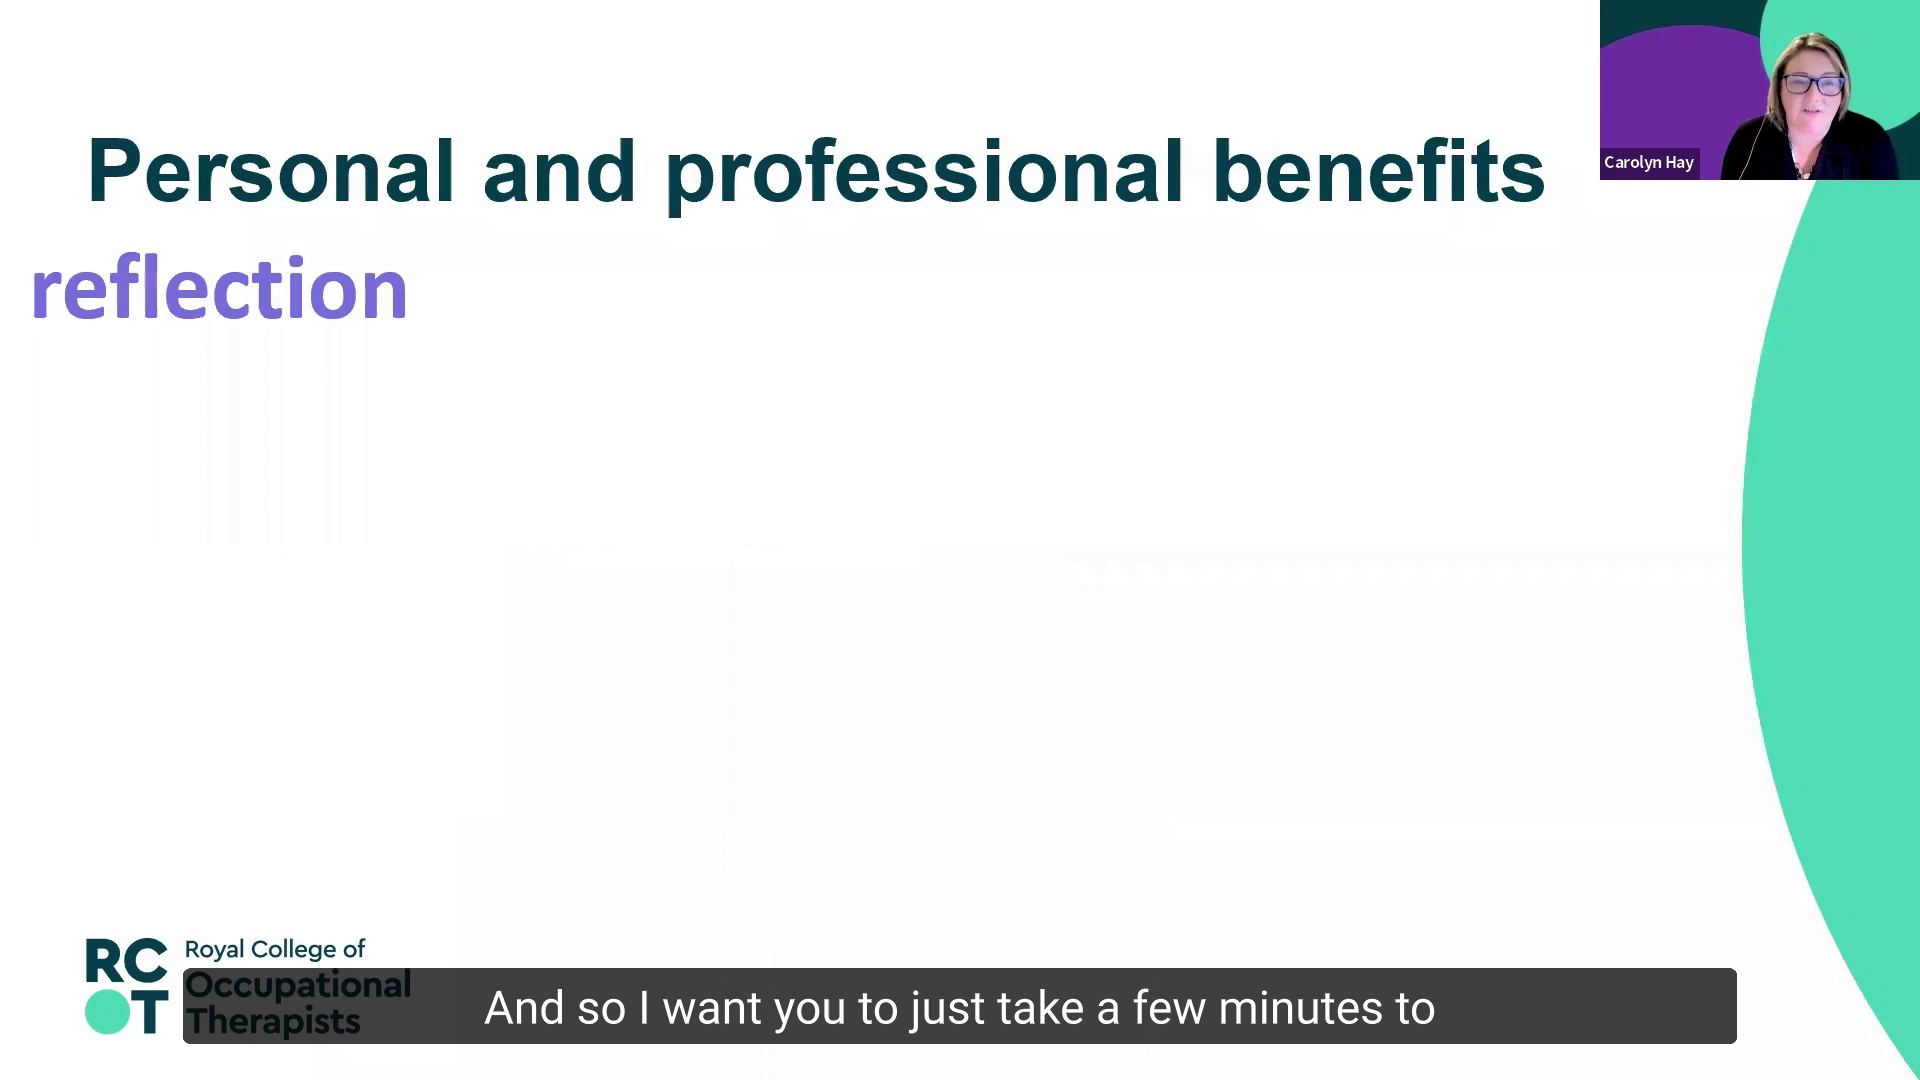 Personal and professional benefits
Carolyn Hay
reflection
RC
OT
Royal College of
Occupational
Therapists
And so I want you to just take a few minutes to